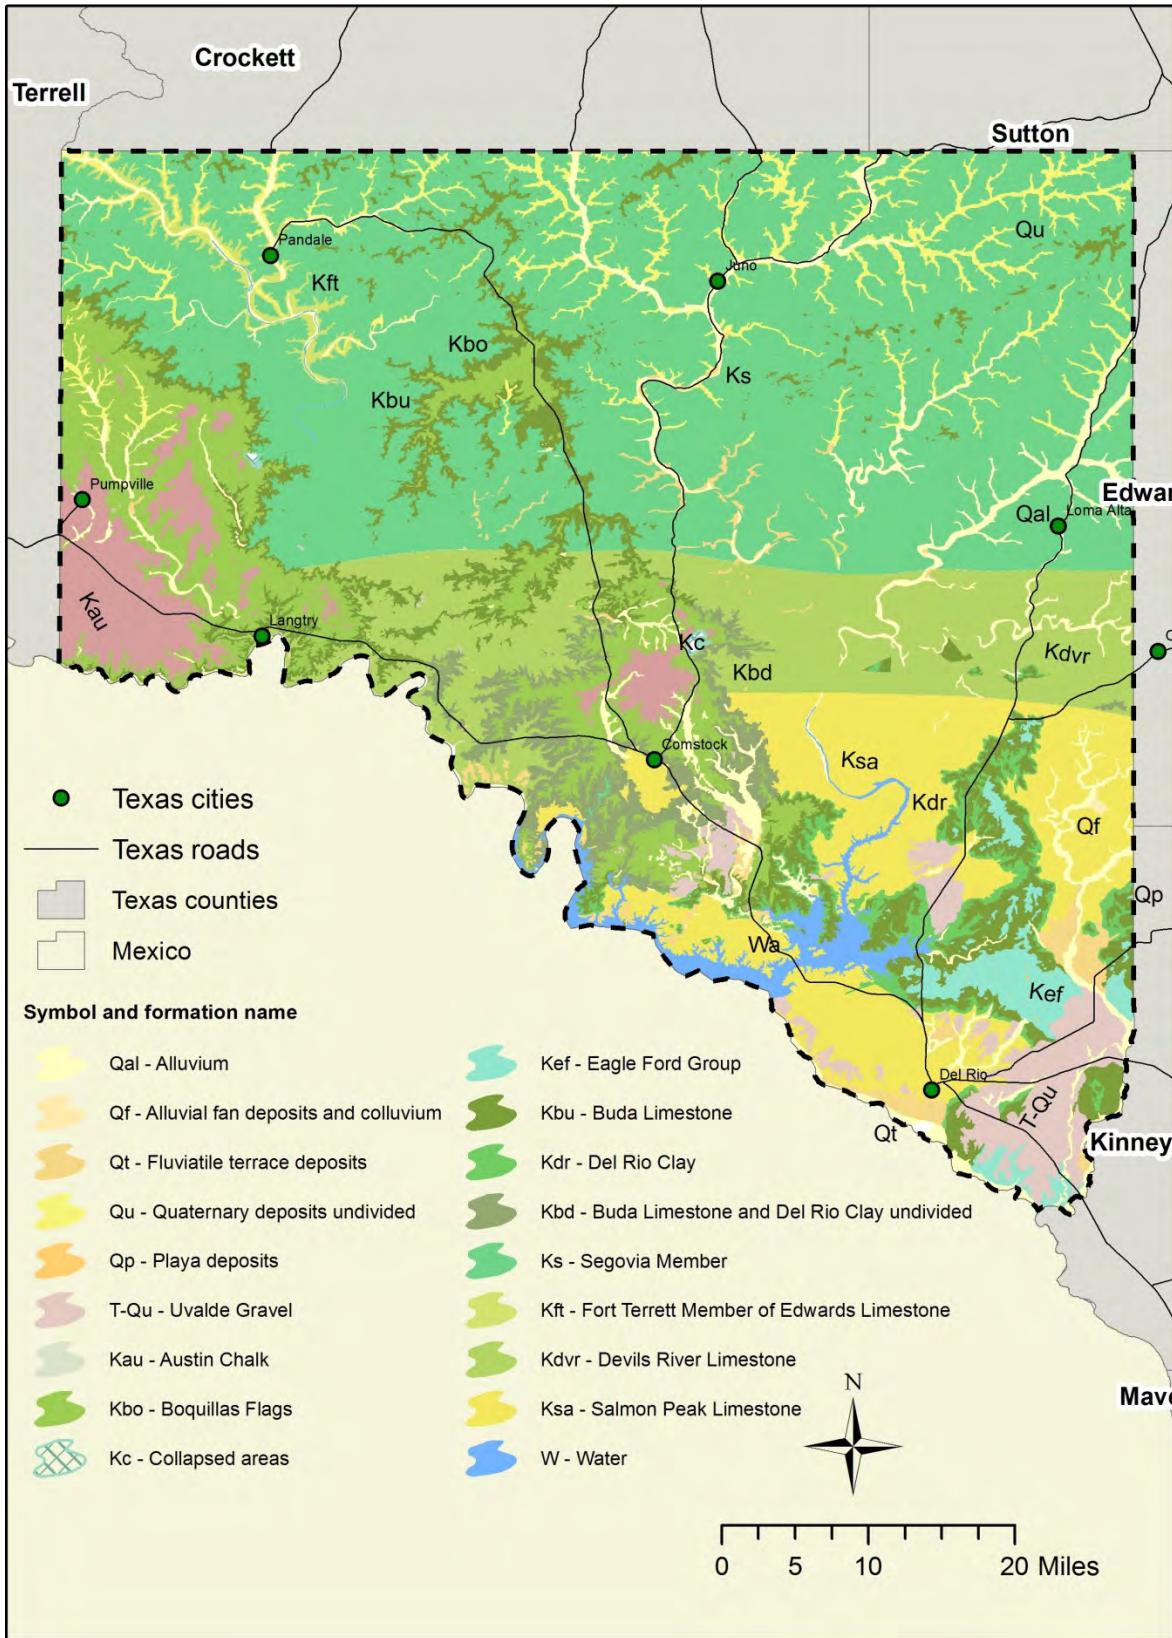 Crockett
Terrell
Sutton
Qu
Pandale
Juno
Kft
Kbo
Ks
Kbu
Pumpville
Edwar
Qal
Loma Alta
Kau
Langtry
Kc
Kbd
Kdvr
C
Comstock
Ksa
Kdr
Qf
Qp
Wa
Kef
Del Rio
T-Qu
Qt
Kinney
Mave
Texas cities
Texas roads
Texas counties
Mexico
Symbol and formation name
Qal - Alluvium
Qf - Alluvial fan deposits and colluvium
Qt - Fluviatile terrace deposits
Qu - Quaternary deposits undivided
Qp - Playa deposits
T-Qu - Uvalde Gravel
Kau - Austin Chalk
Kbo - Boquillas Flags
Kc - Collapsed areas
Kef - Eagle Ford Group
Kbu - Buda Limestone
Kdr - Del Rio Clay
Kbd - Buda Limestone and Del Rio Clay undivided
Ks - Segovia Member
Kft - Fort Terrett Member of Edwards Limestone
Kdvr - Devils River Limestone
Ksa - Salmon Peak Limestone
W - Water
N
0 5 10 20 Miles